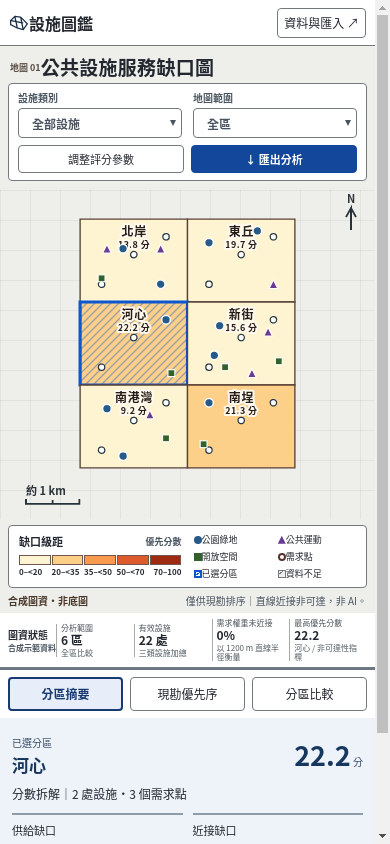 設施圖鑑
資料與匯入 ↗
地圖 01 公共設施服務缺口圖
設施類別
地圖範圍
全部設施
全區
調整評分參數
↓ 匯出分析
N
北岸
13.8 分
東丘
19.7 分
河心
22.2 分
新街
15.6 分
南港灣
9.2 分
南埕
21.3 分
約 1 km
缺口級距
優先分數
0–<20 20–<35 35–<50 50–<70 70–100
公園綠地
公共運動
開放空間
需求點
已選分區
資料不足
合成圖資・非底圖
僅供現勘排序｜直線近接非可達，非 AI。
圖資狀態
合成示範資料
分析範圍
6 區
全區比較
有效設施
22 處
三類設施加總
需求權重未近接
0%
以 1200 m 直線半
徑衡量
最高優先分數
22.2
河心 / 非可達性指
標
分區摘要
現勘優先序
分區比較
已選分區
河心
22.2 分
分數拆解｜2 處設施・3 個需求點
供給缺口
近接缺口